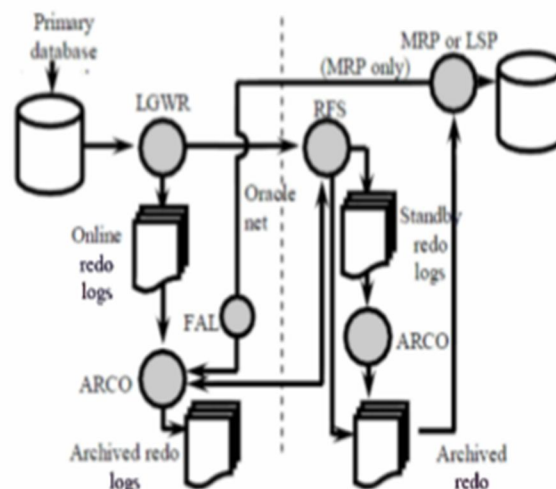 Primary
database
MRP or LSP
(MRP only)
LGWR
RFS
Oracle
net
Online
redo
logs
Standby
redo
logs
FAL
ARCO
ARCO
Archived redo
logs
Archived
redo